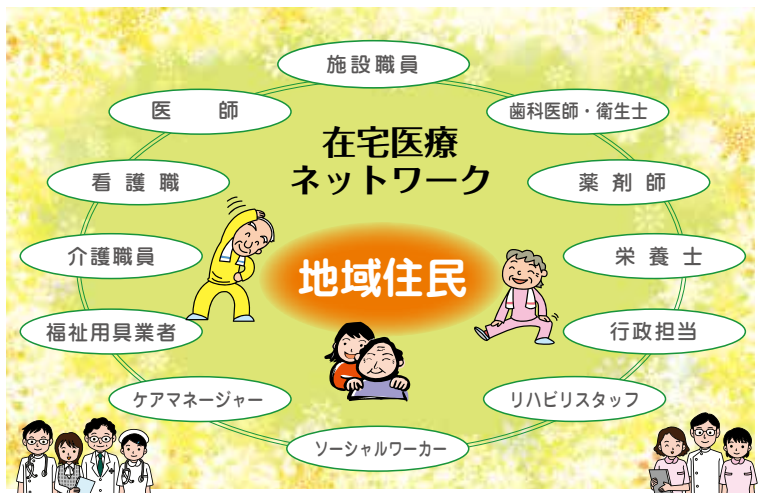 施設職員
医師
歯科医師・衛生士
在宅医療
ネットワーク
看護職
薬剤師
介護職員
栄養士
地域住民
福祉用具業者
行政担当
ケアマネージャー
リハビリスタッフ
ソーシャルワーカー